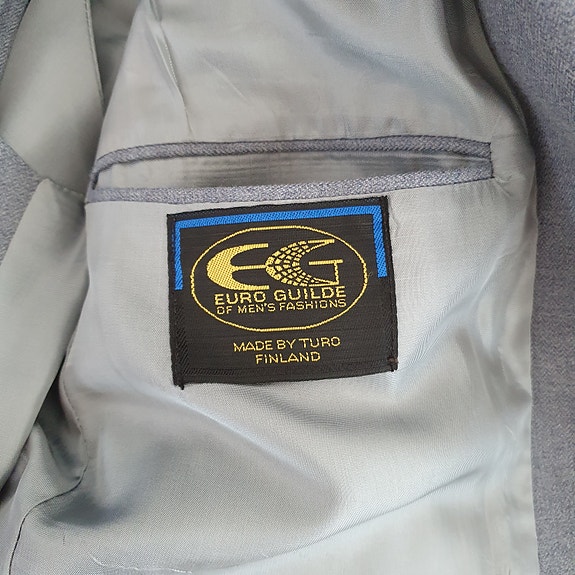 EG
EURO GUILDE
OF MEN'S FASHIONS
MADE BY TURO
FINLAND